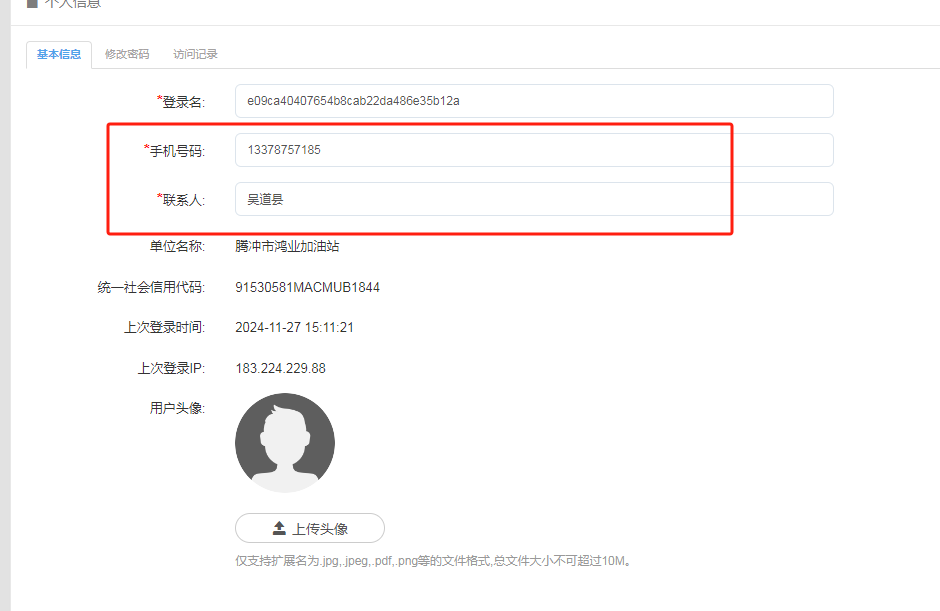 个人信息
基本信息 修改密码 访问记录
*登录名: e09ca40407654b8cab22da486e35b12a
*手机号码: 13378757185
*联系人: 吴道县
单位名称: 腾冲市鸿业加油站
统一社会信用代码: 91530581MACMUB1844
上次登录时间: 2024-11-27 15:11:21
上次登录IP: 183.224.229.88
用户头像:
上传头像
仅支持扩展名为.jpg,.jpeg,.pdf,.png等的文件格式,总文件大小不可超过10M。